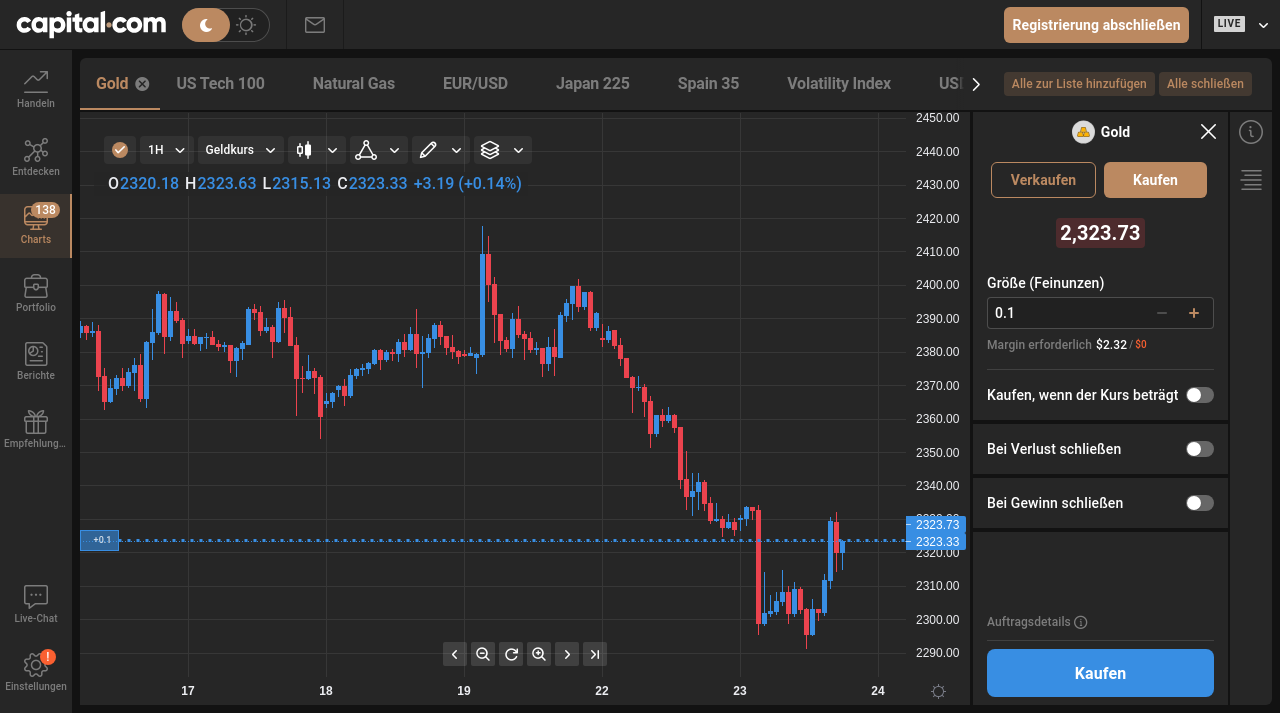 capital.com
Registrierung abschließen
LIVE
Handeln
Entdecken
138
Charts
Portfolio
Berichte
Empfehlung...
Live-Chat
!
Einstellungen
Gold
US Tech 100
Natural Gas
EUR/USD
Japan 225
Spain 35
Volatility Index
Alle zur Liste hinzufügen
Alle schließen
1H
Geldkurs
O2320.18 H2323.63 L2315.13 C2323.33 +3.19 (+0.14%)
2450.00
2440.00
2430.00
2420.00
2410.00
2400.00
2390.00
2380.00
2370.00
2360.00
2350.00
2340.00
2323.73
2323.33
2320.00
2310.00
2300.00
2290.00
+0.1
17
18
19
22
23
24
Gold
Verkaufen
Kaufen
2,323.73
Größe (Feinunzen)
0.1
Margin erforderlich $2.32 / $0
Kaufen, wenn der Kurs beträgt
Bei Verlust schließen
Bei Gewinn schließen
Auftragsdetails
Kaufen